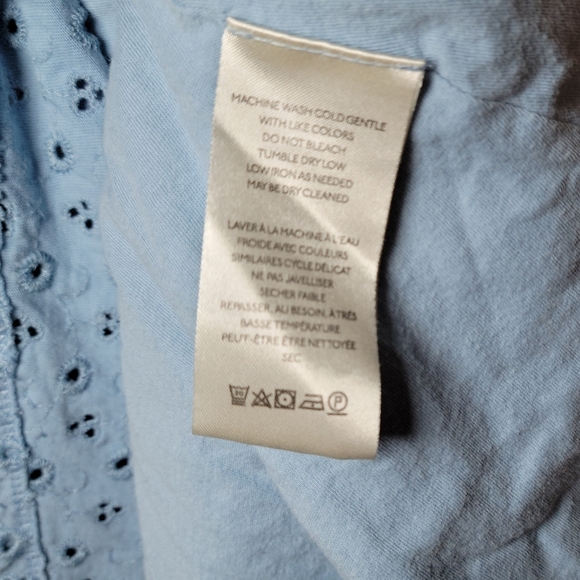 MACHINE WASH COLD GENTLE
WITH LIKE COLORS
DO NOT BLEACH
TUMBLE DRY LOW
LOW IRON AS NEEDED
MAY BE DRY CLEANED
LAVER À LA MACHINE À L'EAU
FROIDE AVEC COULEURS
SIMILAIRES CYCLE DÉLICAT
NE PAS JAVELLISER
SECHER FAIBLE
REPASSER, AU BESOIN, À TRÈS
BASSE TEMPÉRATURE
PEUT-ÊTRE ÊTRE NETTOYÉE
SEC
30
P